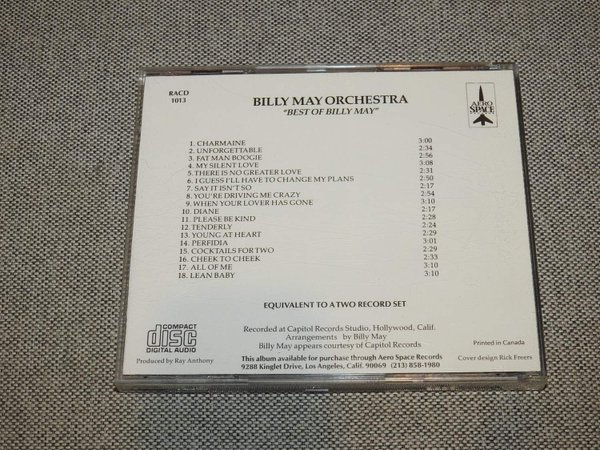 RACD
1013
BILLY MAY ORCHESTRA
"BEST OF BILLY MAY"
AERO
SPACE
1. CHARMAINE 3:00
2. UNFORGETTABLE 2:34
3. FAT MAN BOOGIE 2:56
4. MY SILENT LOVE 3:08
5. THERE IS NO GREATER LOVE 2:31
6. I GUESS I'LL HAVE TO CHANGE MY PLANS 2:50
7. SAY IT ISN'T SO 2:17
8. YOU'RE DRIVING ME CRAZY 2:54
9. WHEN YOUR LOVER HAS GONE 3:10
10. DIANE 2:17
11. PLEASE BE KIND 2:28
12. TENDERLY 2:24
13. YOUNG AT HEART 2:29
14. PERFIDIA 3:01
15. COCKTAILS FOR TWO 2:29
16. CHEEK TO CHEEK 2:33
17. ALL OF ME 3:10
18. LEAN BABY 3:10
EQUIVALENT TO A TWO RECORD SET
COMPACT
disc
DIGITAL AUDIO
Recorded at Capitol Records Studio, Hollywood, Calif.
Arrangements by Billy May
Billy May appears courtesy of Capitol Records
Printed in Canada
Produced by Ray Anthony
This album available for purchase through Aero Space Records
9288 Kinglet Drive, Los Angeles, Calif. 90069 (213) 858-1980
Cover design Rick Freers